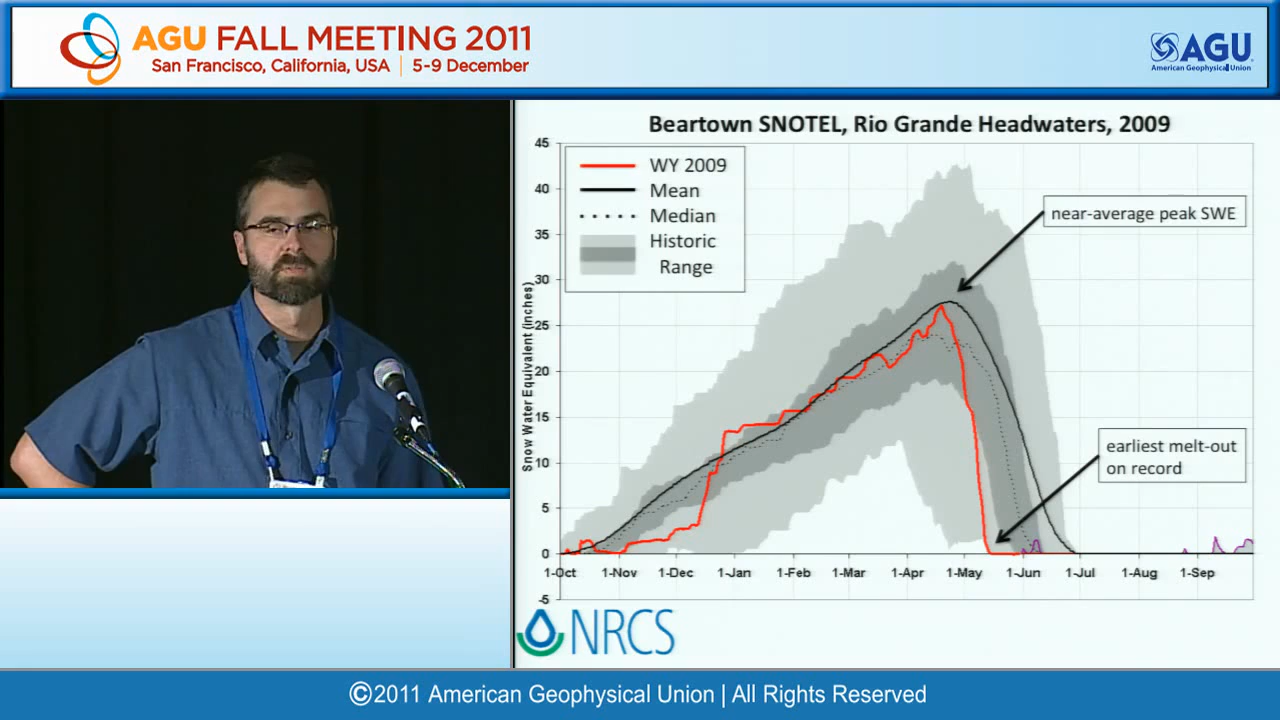 AGU FALL MEETING 2011
San Francisco, California, USA | 5-9 December
AGU
American Geophysical Union
Beartown SNOTEL, Rio Grande Headwaters, 2009
WY 2009
Mean
Median
Historic
Range
near-average peak SWE
earliest melt-out
on record
Snow Water Equivalent (inches)
45
40
35
30
25
20
15
10
5
0
-5
1-Oct 1-Nov 1-Dec 1-Jan 1-Feb 1-Mar 1-Apr 1-May 1-Jun 1-Jul 1-Aug 1-Sep
NRCS
©2011 American Geophysical Union | All Rights Reserved